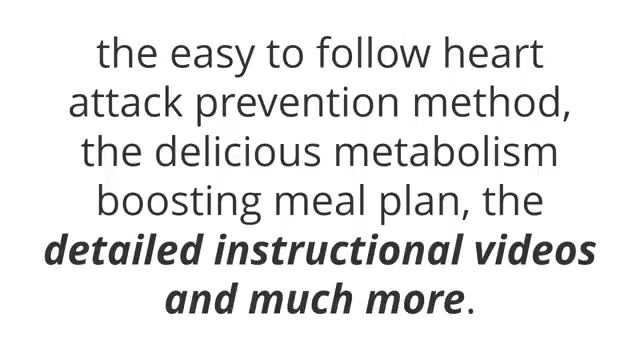 the easy to follow heart
attack prevention method,
the delicious metabolism
boosting meal plan, the
detailed instructional videos
and much more.